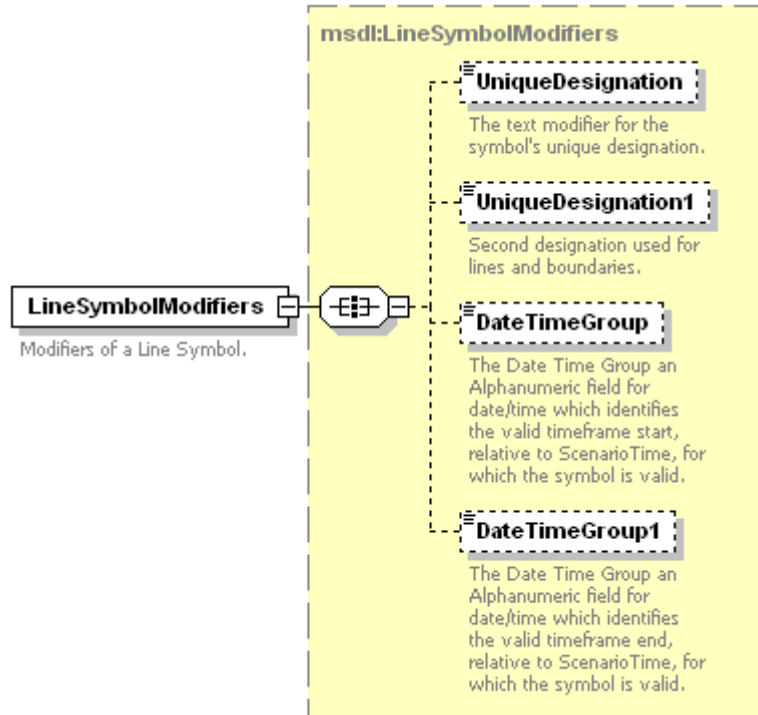 msdl:LineSymbolModifiers
UniqueDesignation
The text modifier for the
symbol's unique designation.
UniqueDesignation1
Second designation used for
lines and boundaries.
LineSymbolModifiers
Modifiers of a Line Symbol.
DateTimeGroup
The Date Time Group an
Alphanumeric field for
date/time which identifies
the valid timeframe start,
relative to ScenarioTime, for
which the symbol is valid.
DateTimeGroup1
The Date Time Group an
Alphanumeric field for
date/time which identifies
the valid timeframe end,
relative to ScenarioTime, for
which the symbol is valid.